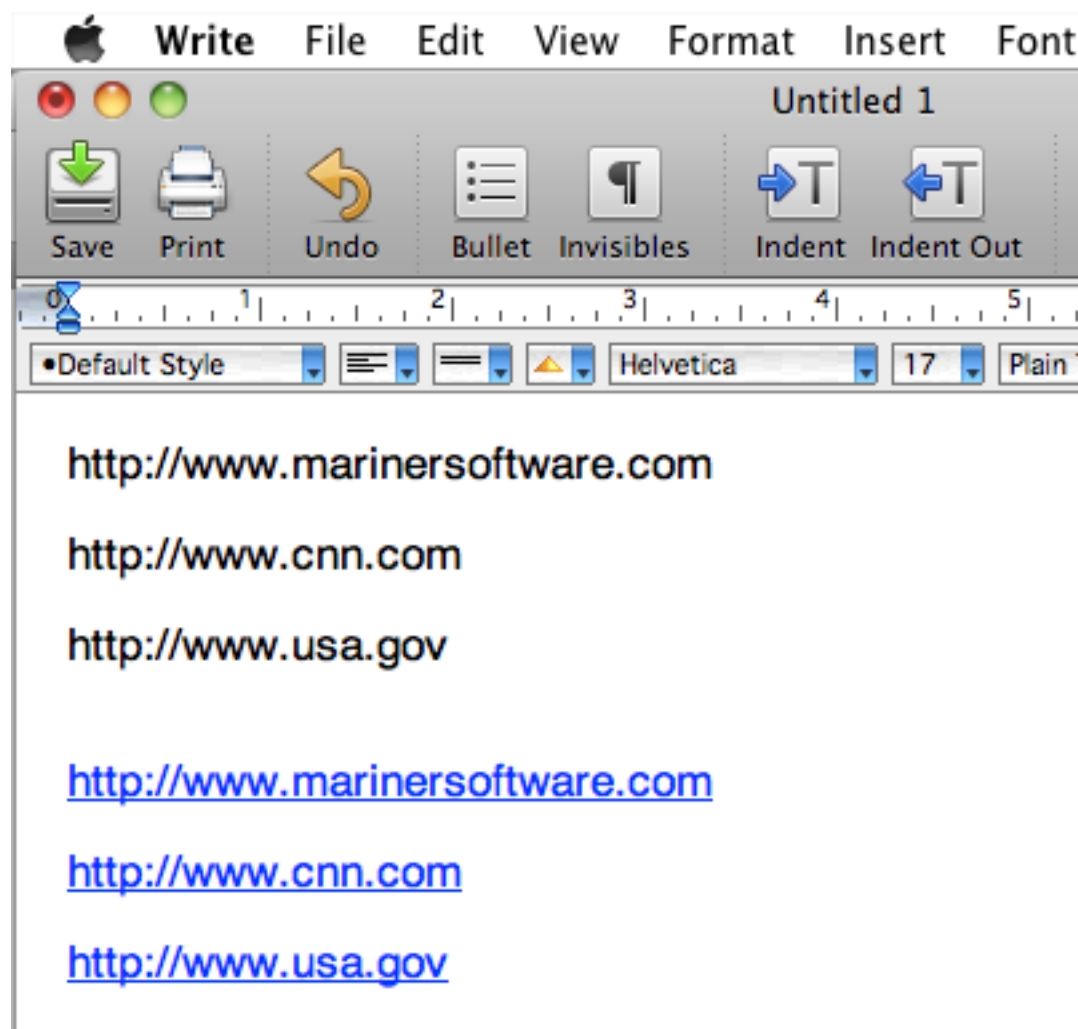 Write File Edit View Format Insert Font
Untitled 1
Save Print Undo Bullet Invisibles Indent Indent Out
0 1 2 3 4 5
•Default Style Helvetica 17 Plain
http://www.marinersoftware.com
http://www.cnn.com
http://www.usa.gov
http://www.marinersoftware.com
http://www.cnn.com
http://www.usa.gov